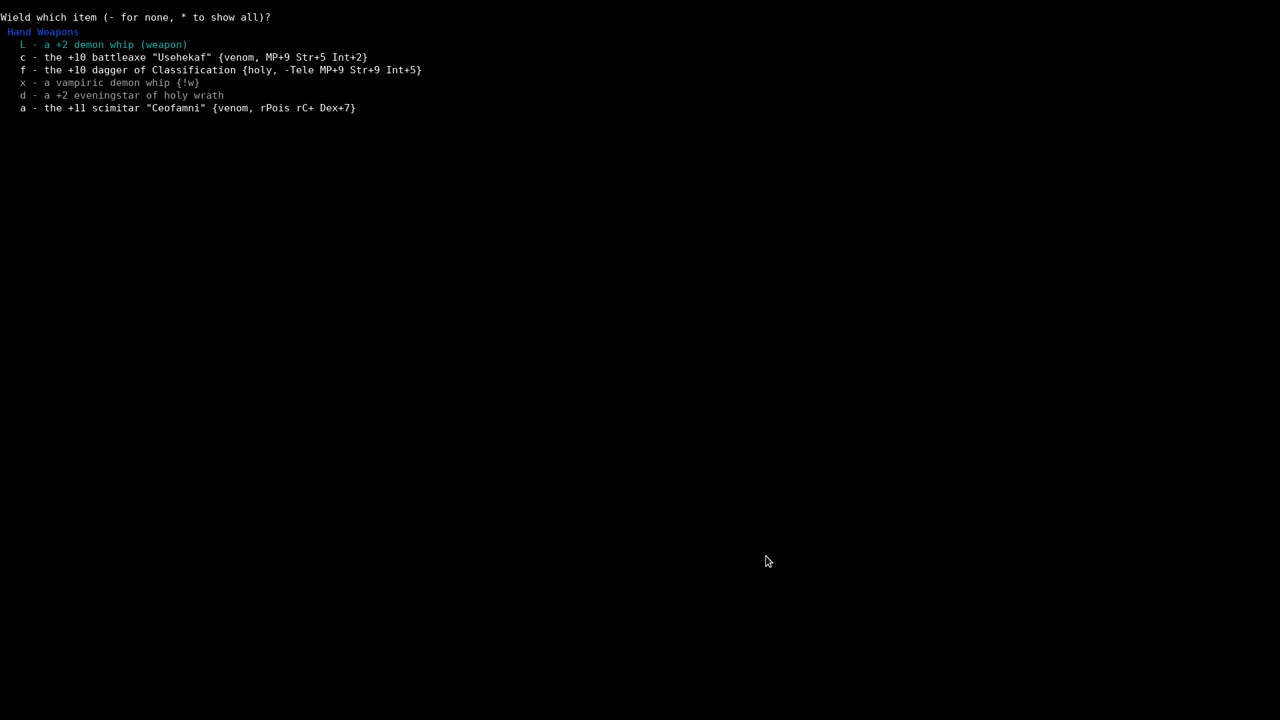 Wield which item (- for none, * to show all)?
Hand Weapons
L - a +2 demon whip (weapon)
c - the +10 battleaxe "Usehekaf" {venom, MP+9 Str+5 Int+2}
f - the +10 dagger of Classification {holy, -Tele MP+9 Str+9 Int+5}
x - a vampiric demon whip {!w}
d - a +2 eveningstar of holy wrath
a - the +11 scimitar "Ceofamni" {venom, rPois rC+ Dex+7}